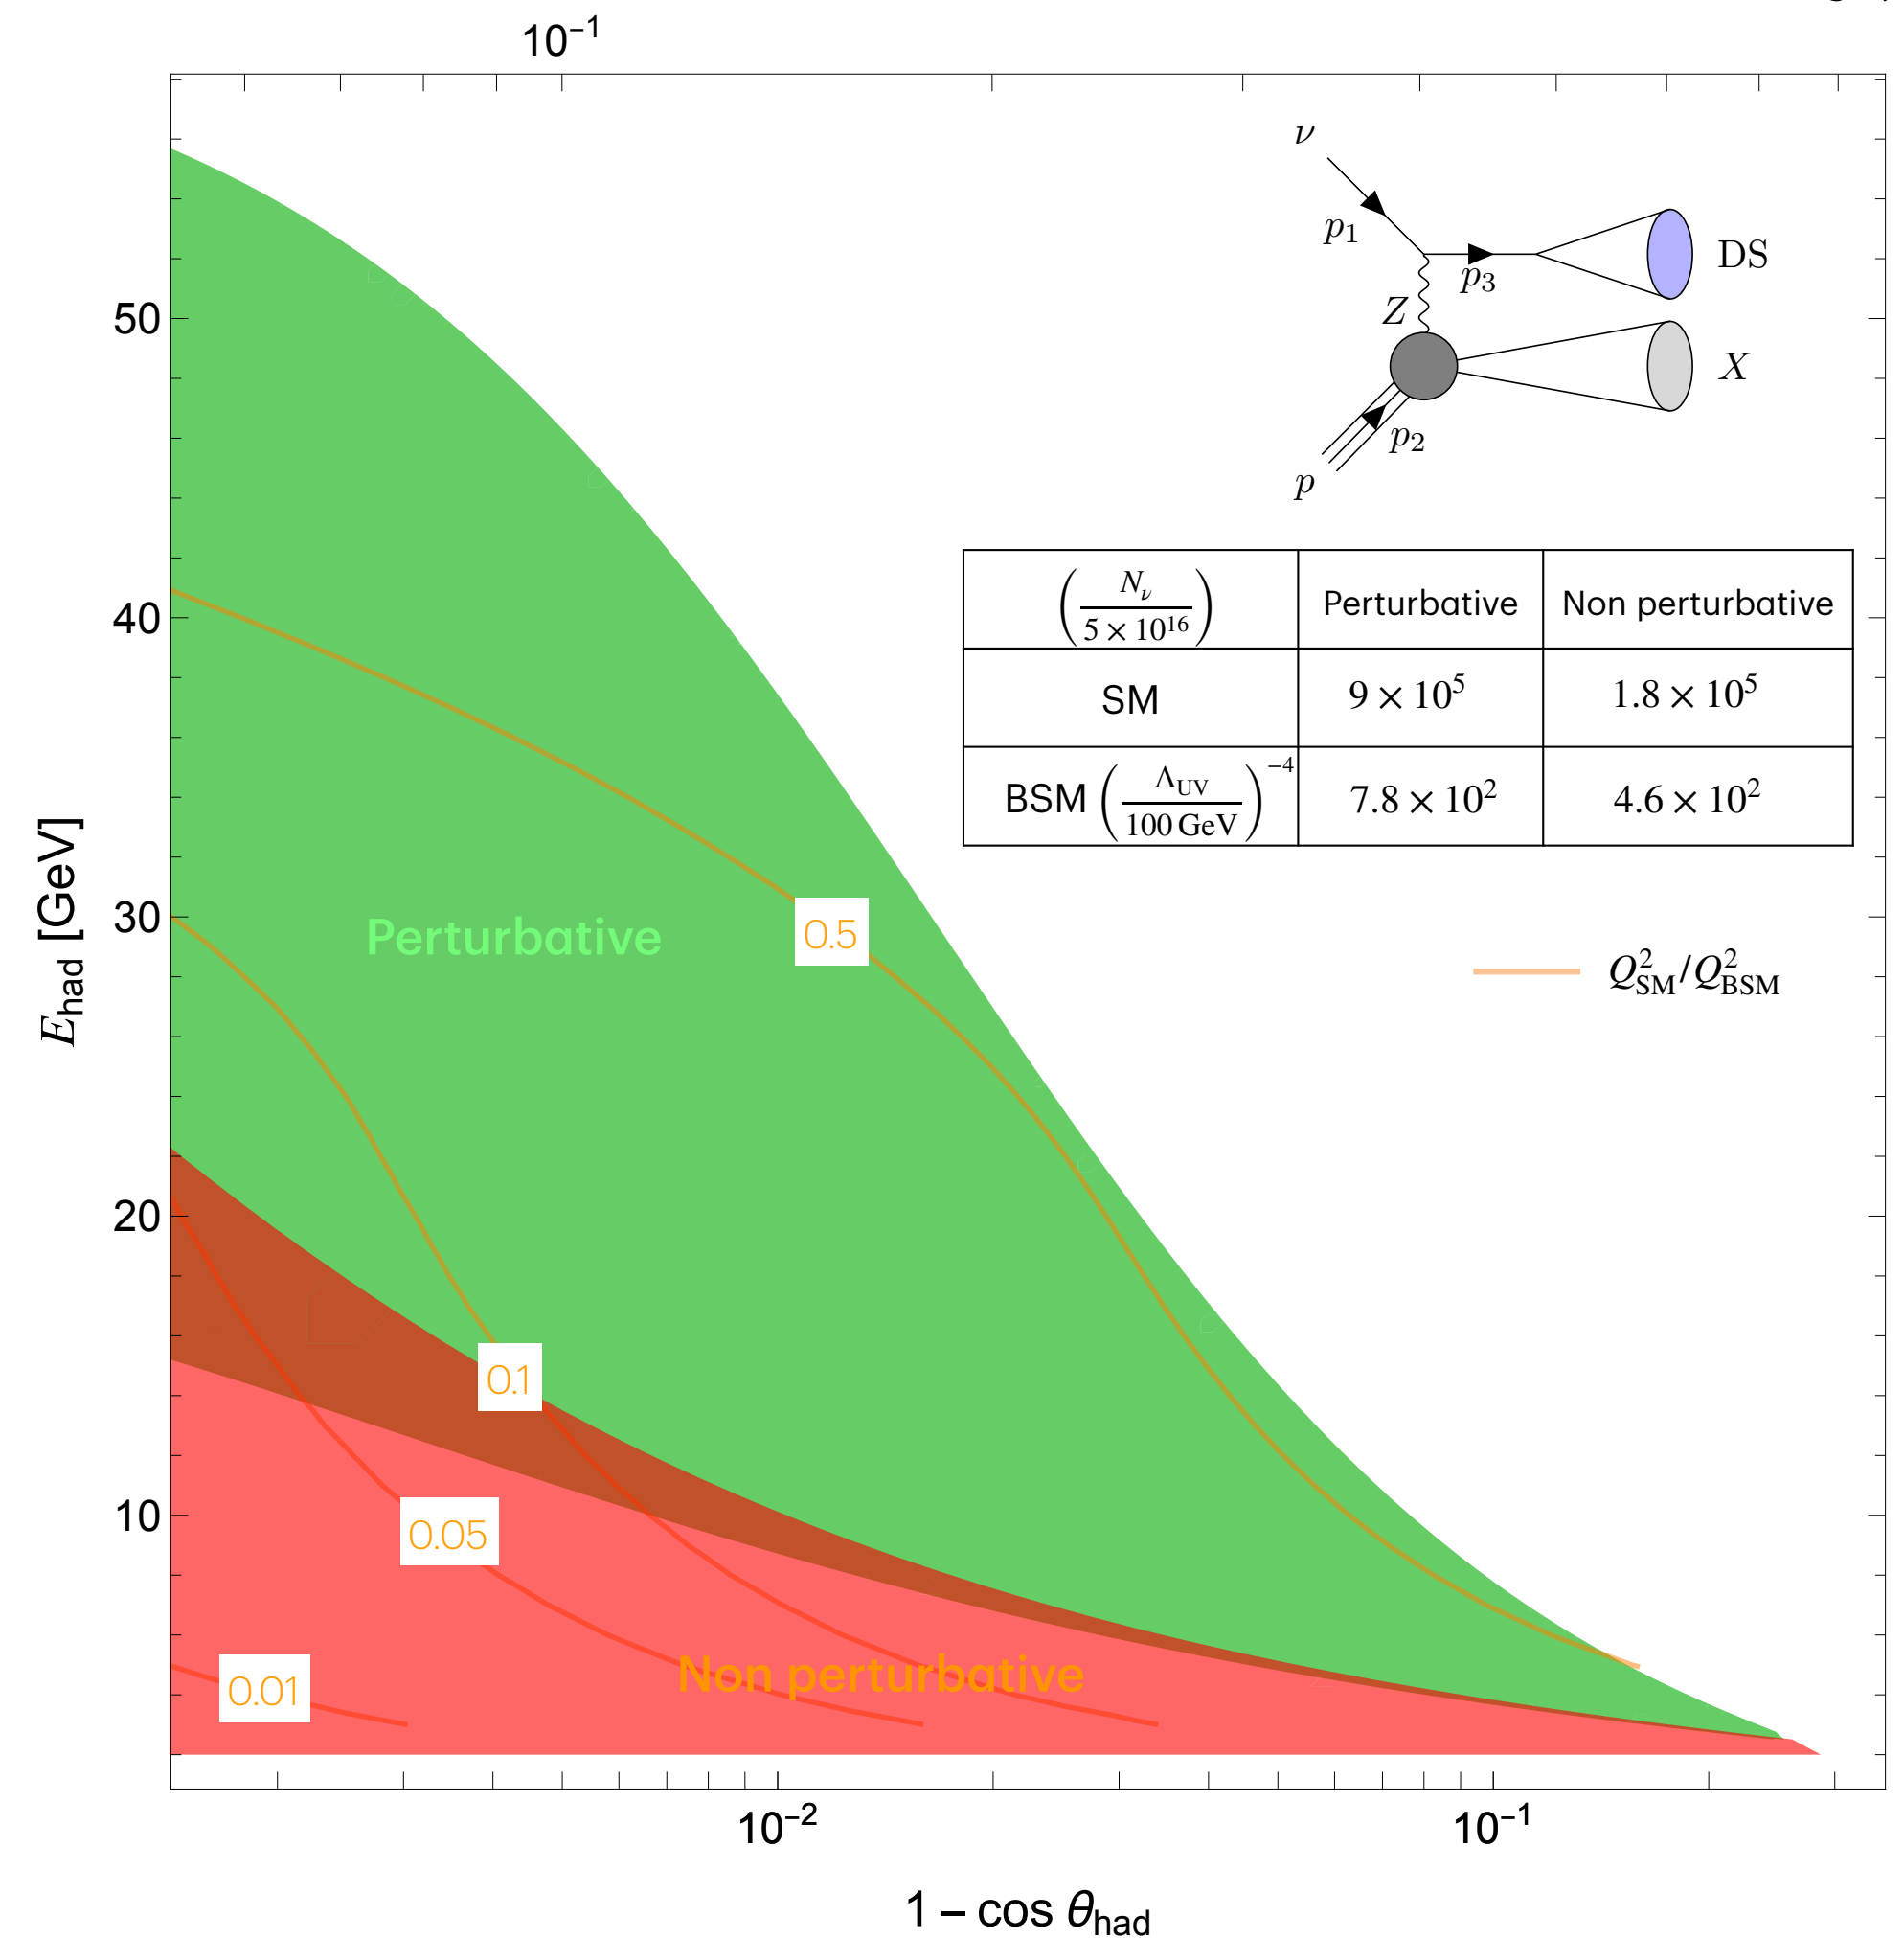 10⁻¹
ν
p₁
p₃
DS
Z
X
p₂
p
50
40
30
20
10
E_had [GeV]
(N_ν / 5 × 10¹⁶) Perturbative Non perturbative
SM 9 × 10⁵ 1.8 × 10⁵
BSM (Λ_UV / 100 GeV)⁻⁴ 7.8 × 10² 4.6 × 10²
0.5
Perturbative
Q²_SM/Q²_BSM
0.1
0.05
Non perturbative
0.01
10⁻² 10⁻¹
1 – cos θ_had